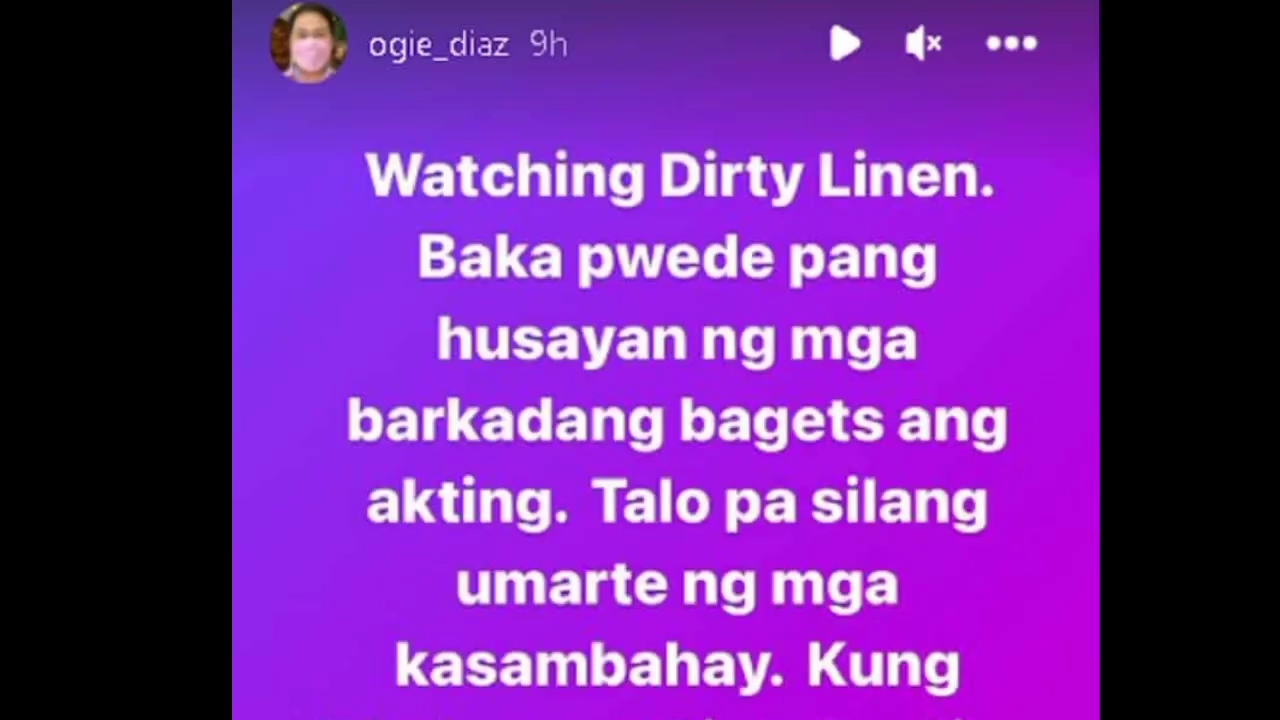 ogie_diaz 9h
Watching Dirty Linen.
Baka pwede pang
husayan ng mga
barkadang bagets ang
akting. Talo pa silang
umarte ng mga
kasambahay. Kung